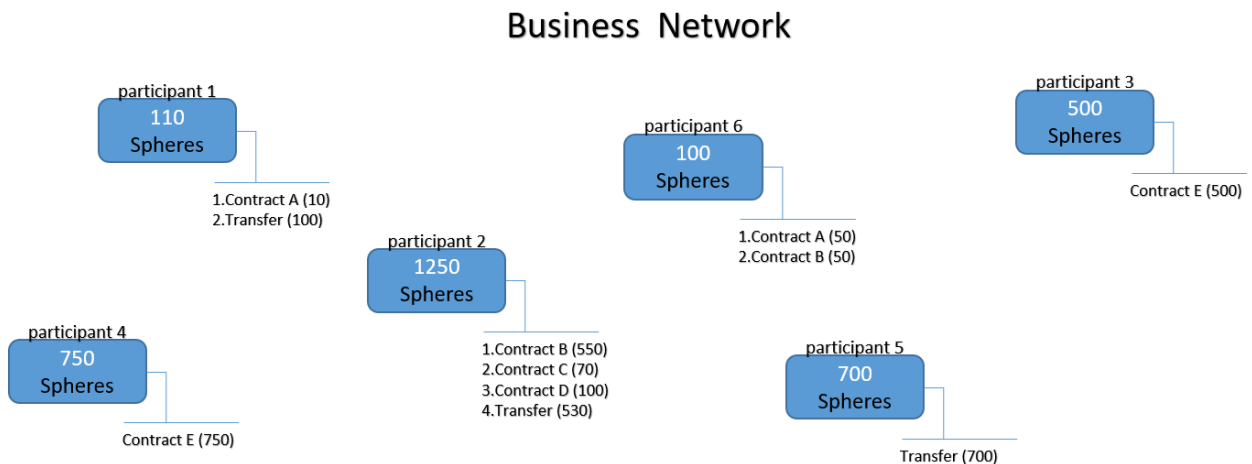 Business Network
participant 1
110
Spheres
1.Contract A (10)
2.Transfer (100)
participant 6
100
Spheres
1.Contract A (50)
2.Contract B (50)
participant 3
500
Spheres
Contract E (500)
participant 2
1250
Spheres
1.Contract B (550)
2.Contract C (70)
3.Contract D (100)
4.Transfer (530)
participant 4
750
Spheres
Contract E (750)
participant 5
700
Spheres
Transfer (700)